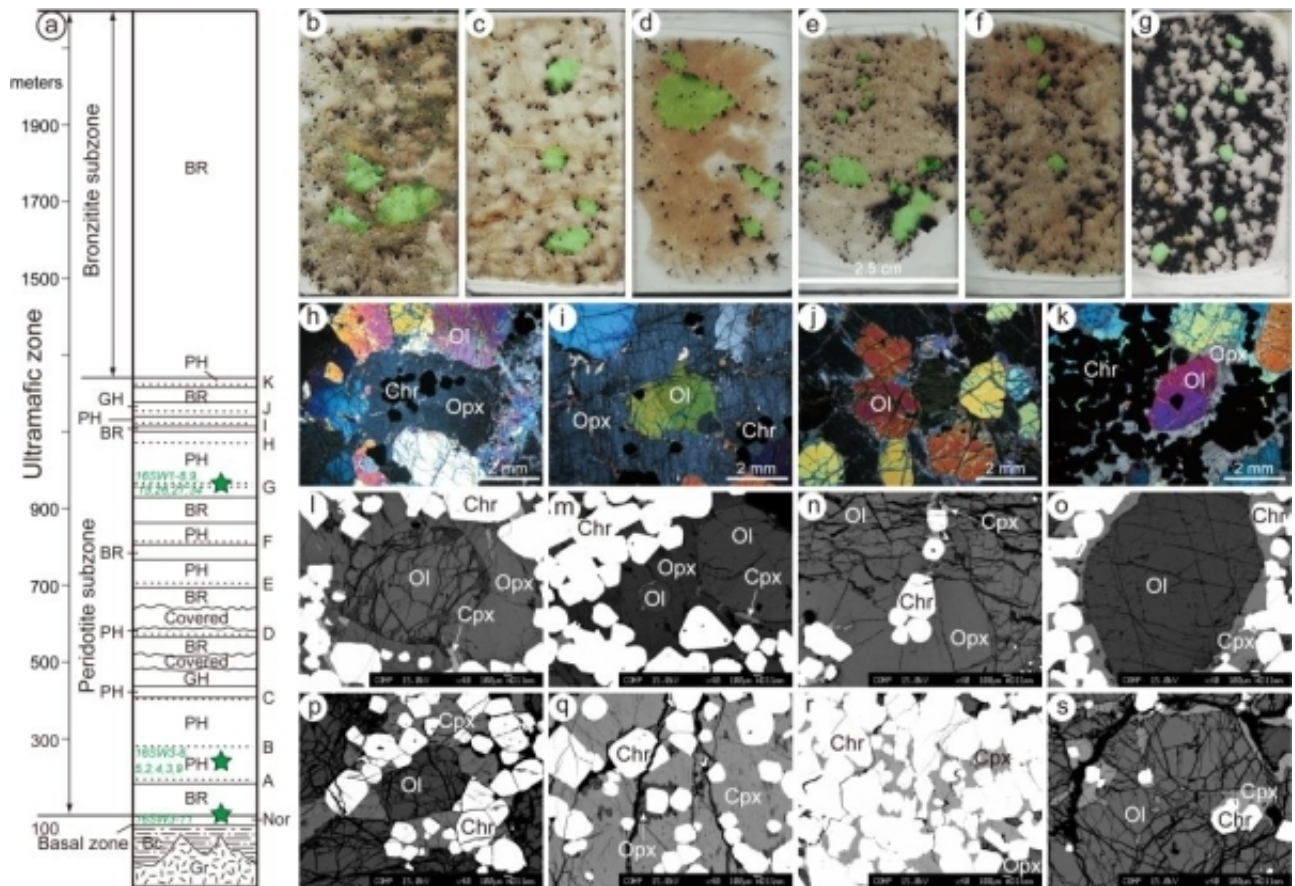 a
meters
1900
1700
1500
900
700
500
300
100
Ultramafic zone
Bronzitite subzone
Peridotite subzone
Basal zone
BR
PH
K
GH
BR
J
PH
I
BR
H
PH
G
BR
PH
F
BR
PH
E
BR
Covered
PH
D
BR
Covered
GH
PH
C
PH
B
PH
A
BR
Nor
Gr
b
c
d
e
2.5 cm
f
g
h
Ol
Chr
Opx
2 mm
i
Ol
Opx
Chr
2 mm
j
Ol
2 mm
k
Opx
Chr
Ol
2 mm
l
Chr
Ol
Opx
Cpx
m
Chr
Ol
Opx
Cpx
Ol
n
Ol
Cpx
Chr
Opx
o
Chr
Ol
Cpx
p
Cpx
Ol
Chr
q
Chr
Cpx
Opx
r
Chr
Cpx
Opx
s
Cpx
Ol
Chr